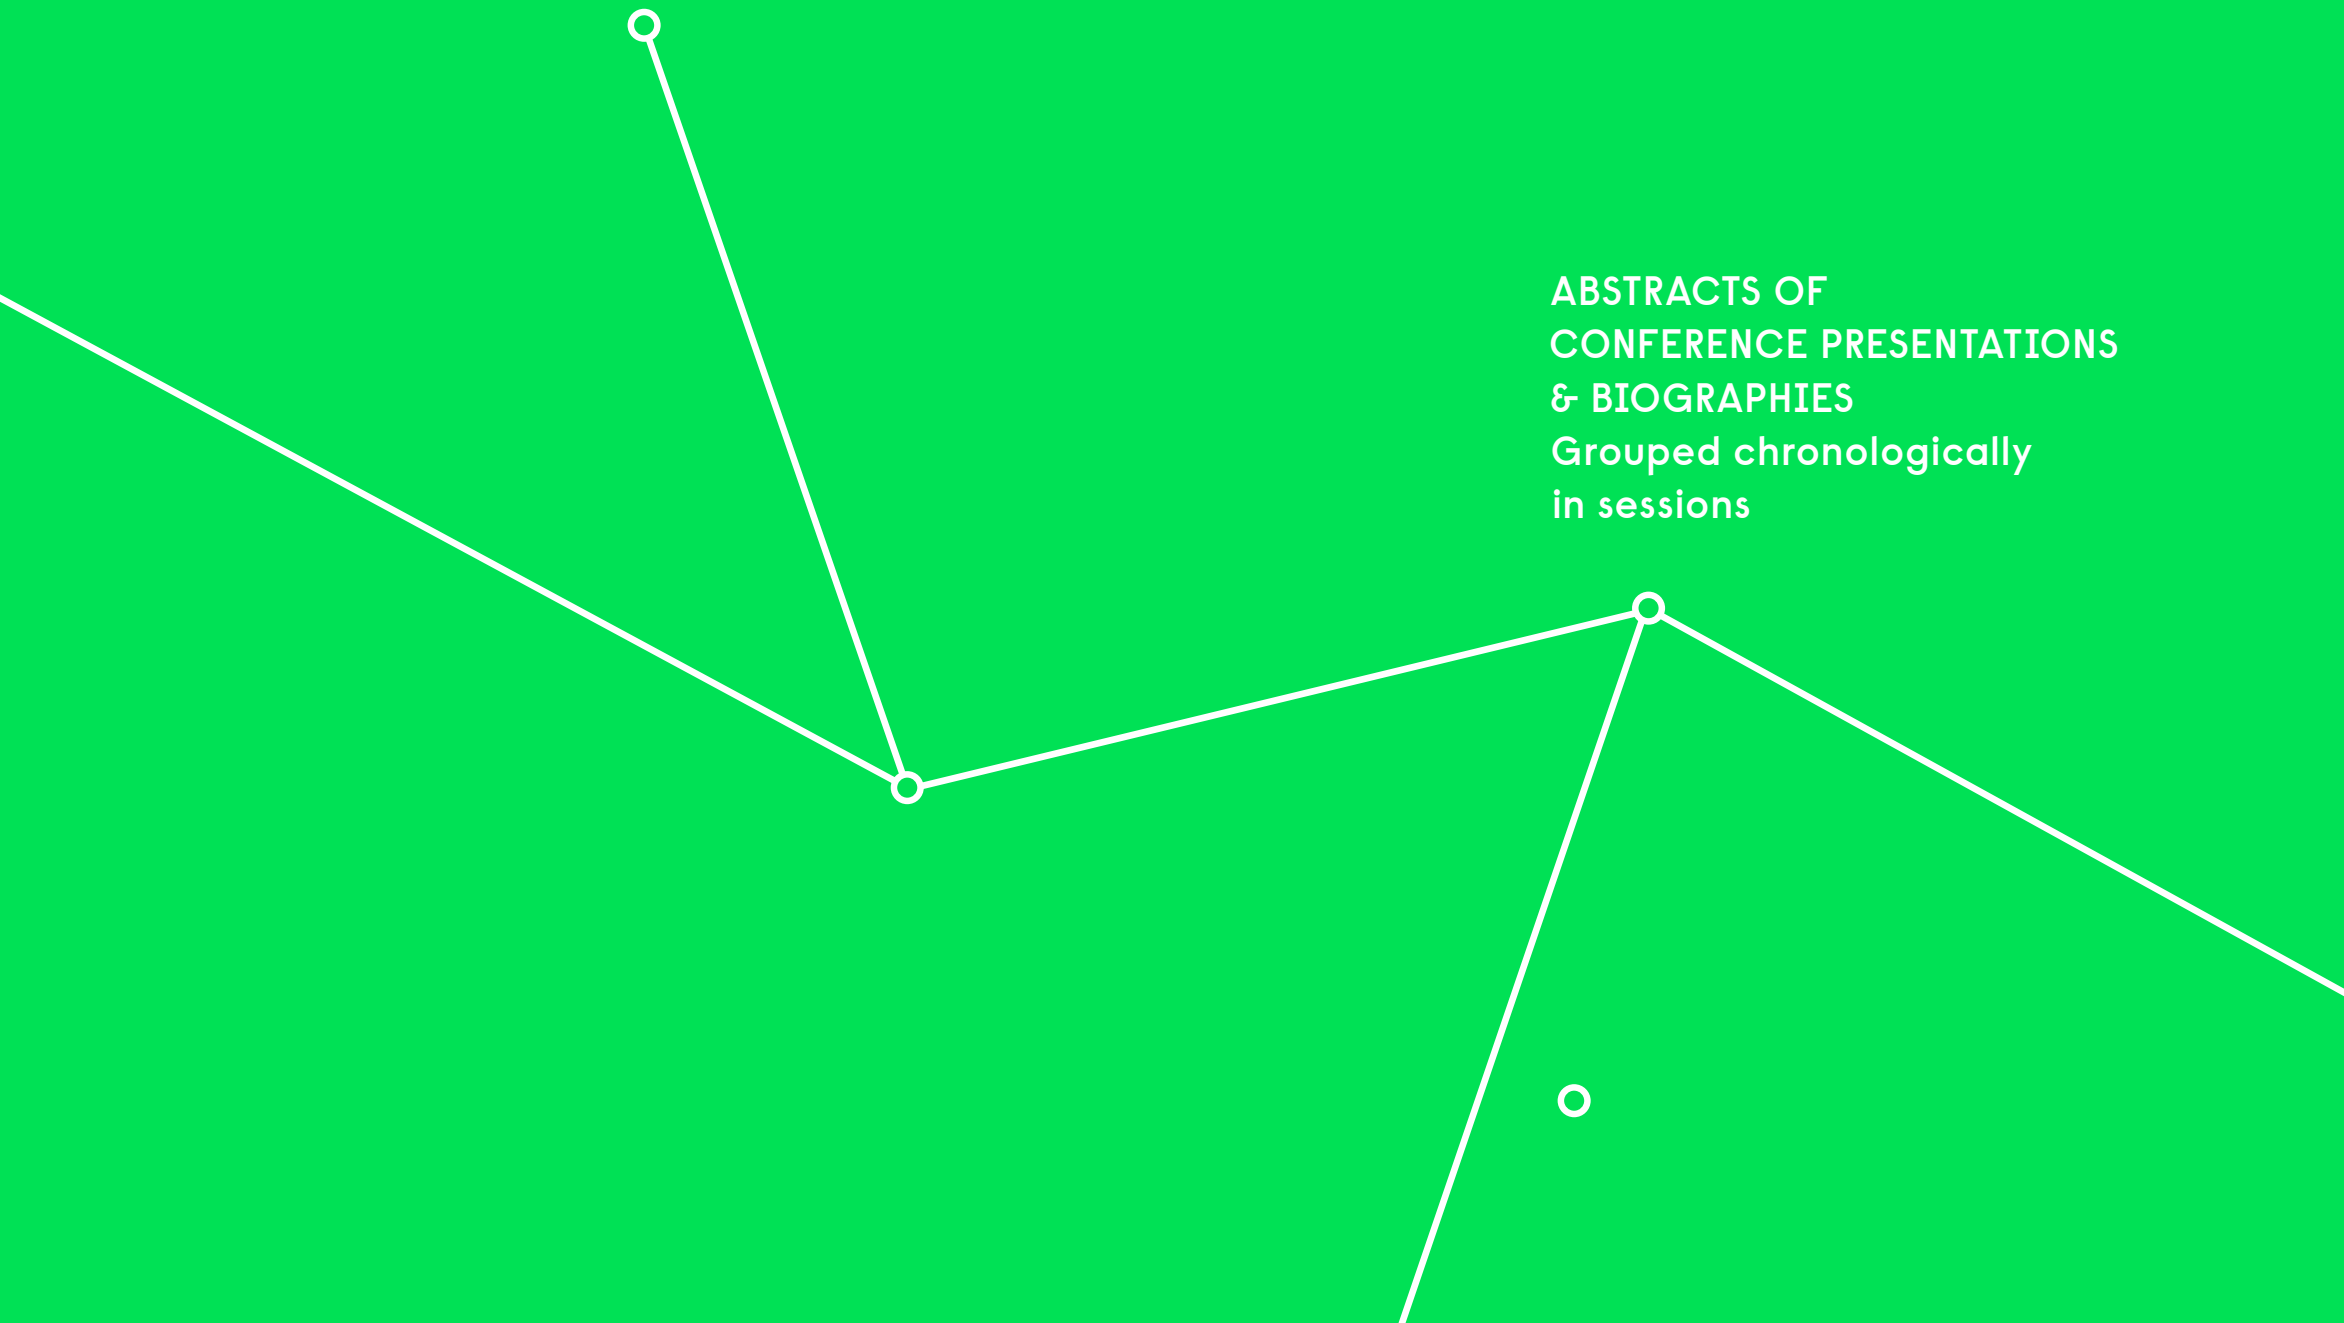 ABSTRACTS OF
CONFERENCE PRESENTATIONS
& BIOGRAPHIES
Grouped chronologically
in sessions